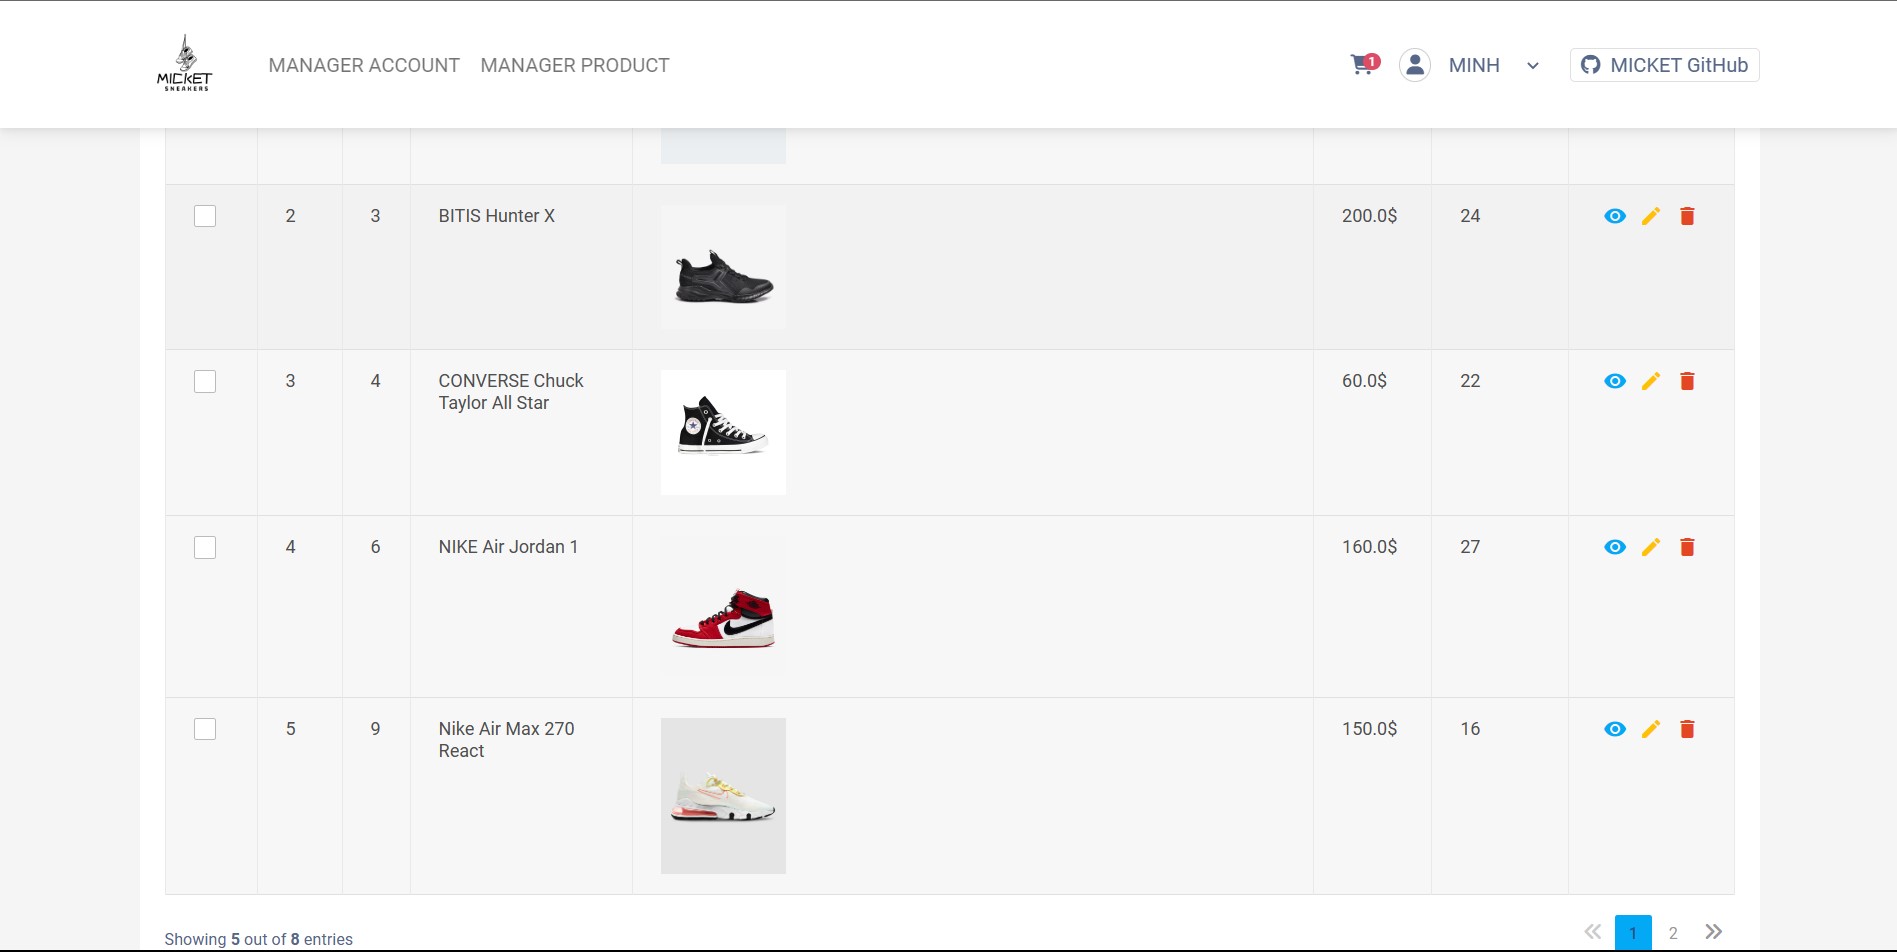 MICKET
SNEAKERS
MANAGER ACCOUNT MANAGER PRODUCT
1
MINH
MICKET GitHub
2 3 BITIS Hunter X 200.0$ 24
3 4 CONVERSE Chuck Taylor All Star 60.0$ 22
4 6 NIKE Air Jordan 1 160.0$ 27
5 9 Nike Air Max 270 React 150.0$ 16
Showing 5 out of 8 entries
« 1 2 »